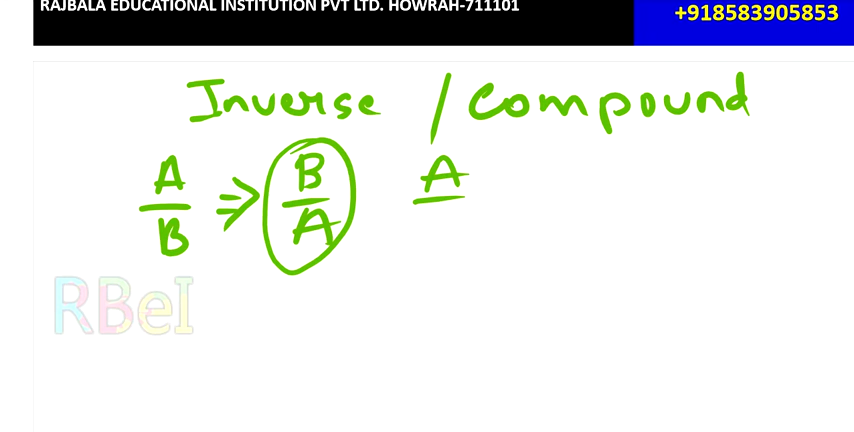 RAJBALA EDUCATIONAL INSTITUTION PVT LTD. HOWRAH-711101
+918583905853
Inverse / Compound
A/B ⇒ B/A A/
RBeI